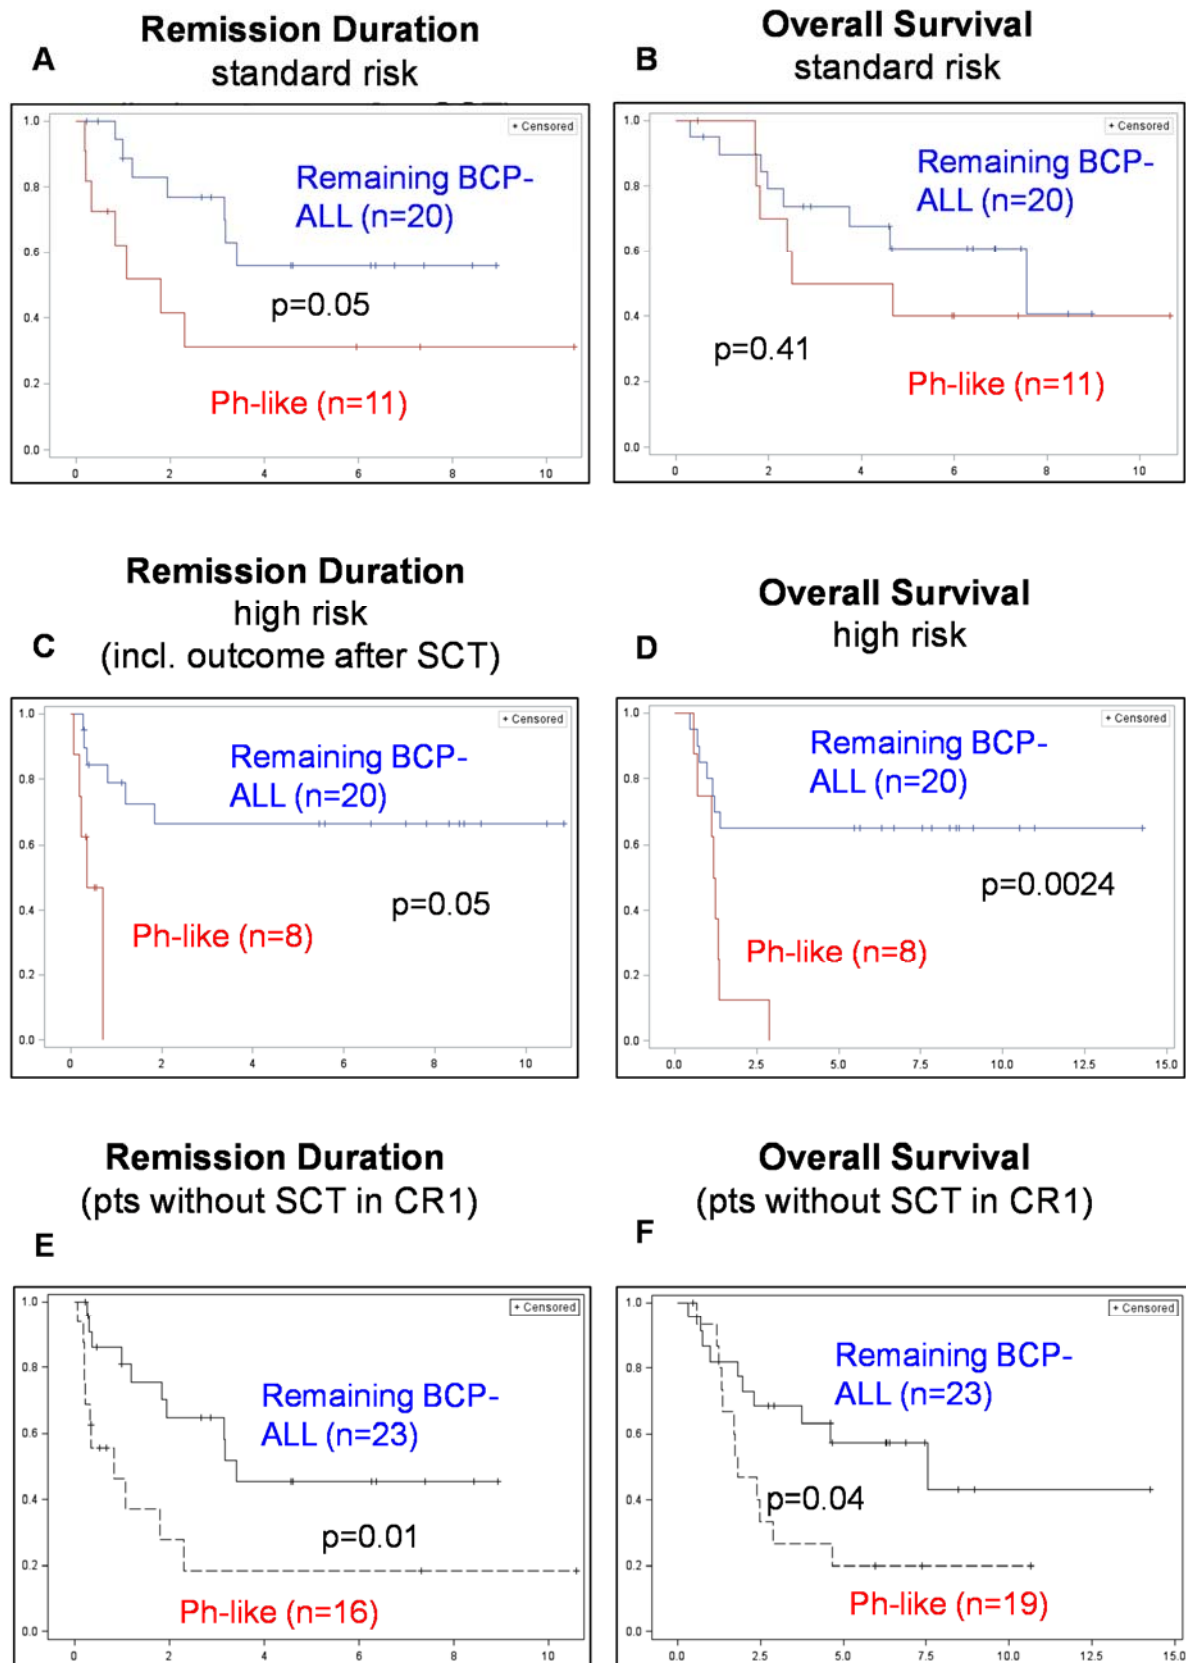 Remission Duration
standard risk
A
Overall Survival
standard risk
B
+ Censored
1.0
0.8
0.6
0.4
0.2
0.0
Remaining BCP-
ALL (n=20)
p=0.05
Ph-like (n=11)
0 2 4 6 8 10
+ Censored
1.0
0.8
0.6
0.4
0.2
0.0
Remaining BCP-
ALL (n=20)
p=0.41
Ph-like (n=11)
0 2 4 6 8 10
Remission Duration
high risk
(incl. outcome after SCT)
C
Overall Survival
high risk
D
+ Censored
1.0
0.8
0.6
0.4
0.2
0.0
Remaining BCP-
ALL (n=20)
p=0.05
Ph-like (n=8)
0 2 4 6 8 10
+ Censored
1.0
0.8
0.6
0.4
0.2
0.0
Remaining BCP-
ALL (n=20)
p=0.0024
Ph-like (n=8)
0.0 2.5 5.0 7.5 10.0 12.5 15.0
Remission Duration
(pts without SCT in CR1)
E
Overall Survival
(pts without SCT in CR1)
F
+ Censored
1.0
0.8
0.6
0.4
0.2
0.0
Remaining BCP-
ALL (n=23)
p=0.01
Ph-like (n=16)
0 2 4 6 8 10
+ Censored
1.0
0.8
0.6
0.4
0.2
0.0
Remaining BCP-
ALL (n=23)
p=0.04
Ph-like (n=19)
0.0 2.5 5.0 7.5 10.0 12.5 15.0